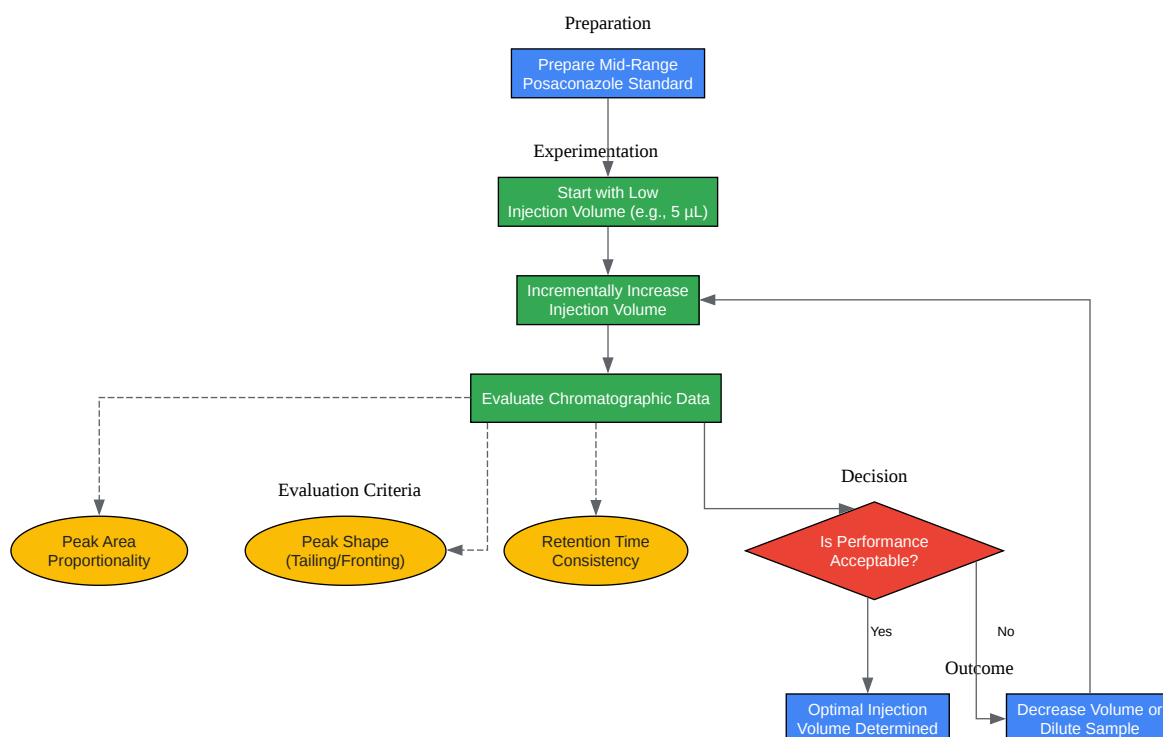 Preparation
Prepare Mid-Range
Posaconazole Standard
Experimentation
Start with Low
Injection Volume (e.g., 5 µL)
Incrementally Increase
Injection Volume
Evaluate Chromatographic Data
Evaluation Criteria
Decision
Peak Area
Proportionality
Peak Shape
(Tailing/Fronting)
Retention Time
Consistency
Is Performance
Acceptable?
Yes
No
Outcome
Optimal Injection
Volume Determined
Decrease Volume or
Dilute Sample